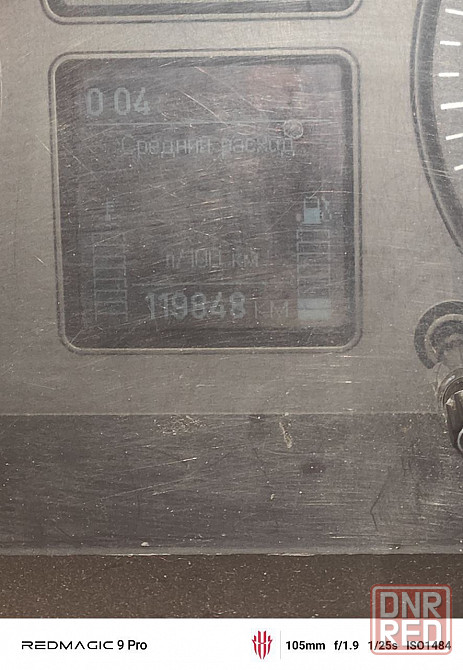 0 04
Средний расход
л/100 км
119848 км
REDMAGIC 9 Pro
105mm f/1.9 1/25s ISO1484
DNR
RED